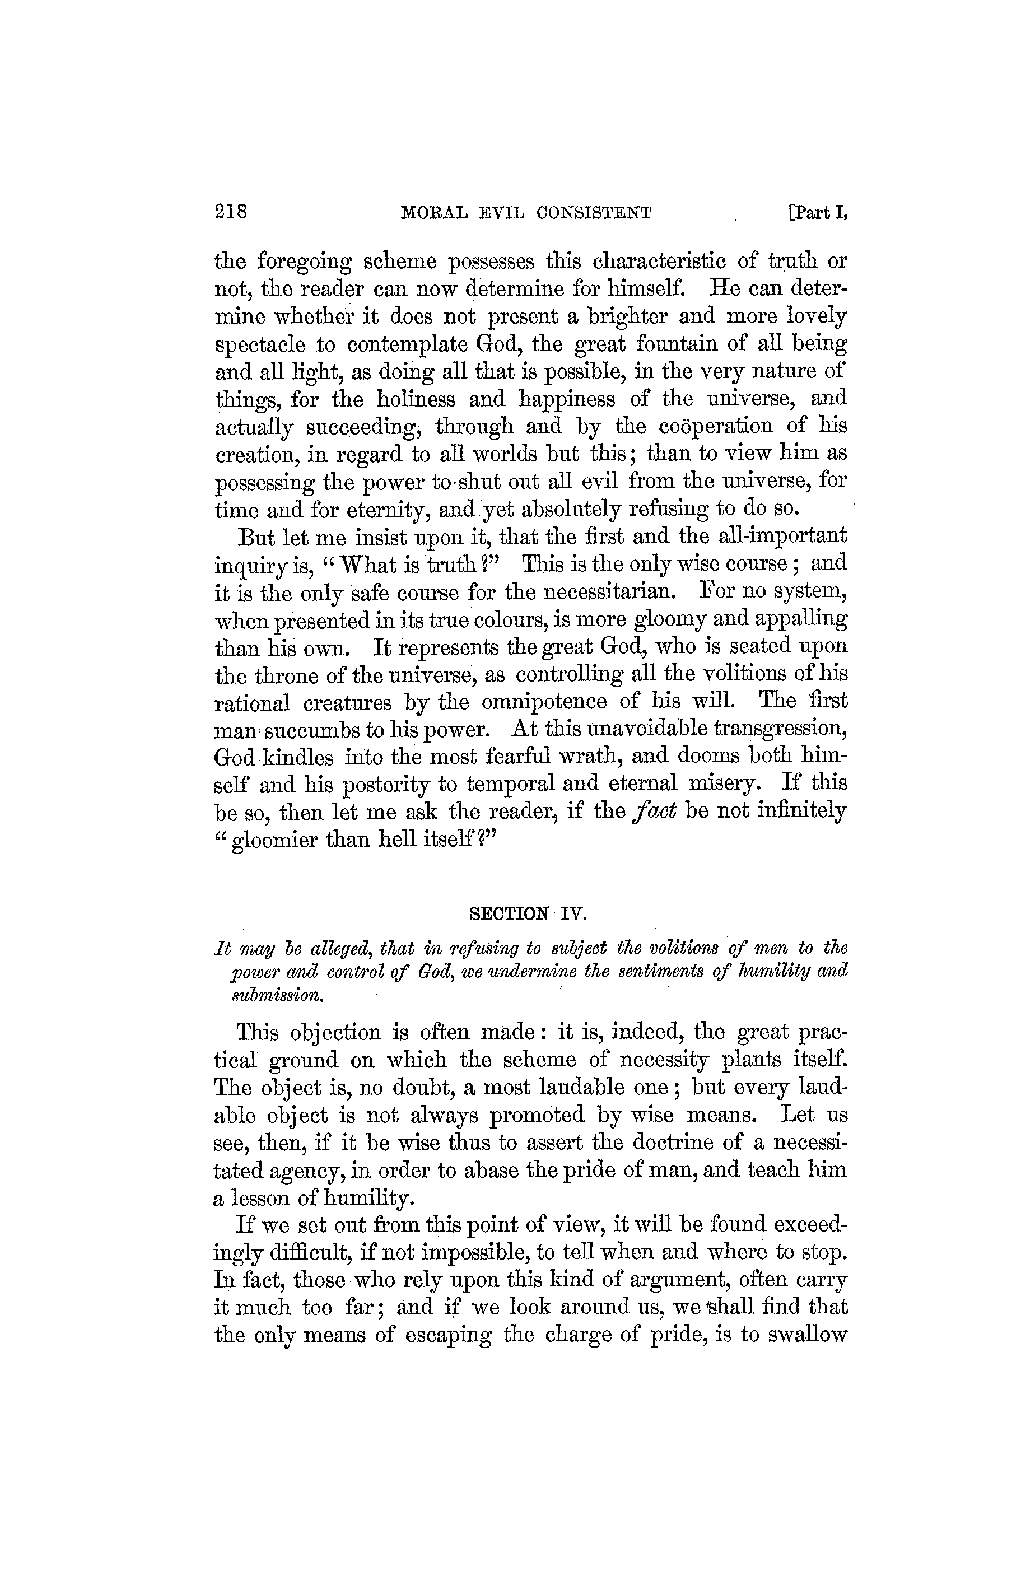 218 MORAL EVIL CONSISTENT [Part I,
the foregoing scheme possesses this characteristic of truth or
not, the reader can now determine for himself. He can deter-
mine whether it does not present a brighter and more lovely
spectacle to contemplate God, the great fountain of all being
and all light, as doing all that is possible, in the very nature of
things, for the holiness and happiness of the universe, and
actually succeeding, through and by the coöperation of his
creation, in regard to all worlds but this; than to view him as
possessing the power to shut out all evil from the universe, for
time and for eternity, and yet absolutely refusing to do so.
But let me insist upon it, that the first and the all-important
inquiry is, "What is truth?" This is the only wise course; and
it is the only safe course for the necessitarian. For no system,
when presented in its true colours, is more gloomy and appalling
than his own. It represents the great God, who is seated upon
the throne of the universe, as controlling all the volitions of his
rational creatures by the omnipotence of his will. The first
man succumbs to his power. At this unavoidable transgression,
God kindles into the most fearful wrath, and dooms both him-
self and his posterity to temporal and eternal misery. If this
be so, then let me ask the reader, if the fact be not infinitely
"gloomier than hell itself?"
SECTION IV.
It may be alleged, that in refusing to subject the volitions of men to the
power and control of God, we undermine the sentiments of humility and
submission.
This objection is often made: it is, indeed, the great prac-
tical ground on which the scheme of necessity plants itself.
The object is, no doubt, a most laudable one; but every laud-
able object is not always promoted by wise means. Let us
see, then, if it be wise thus to assert the doctrine of a necessi-
tated agency, in order to abase the pride of man, and teach him
a lesson of humility.
If we set out from this point of view, it will be found exceed-
ingly difficult, if not impossible, to tell when and where to stop.
In fact, those who rely upon this kind of argument, often carry
it much too far; and if we look around us, we shall find that
the only means of escaping the charge of pride, is to swallow